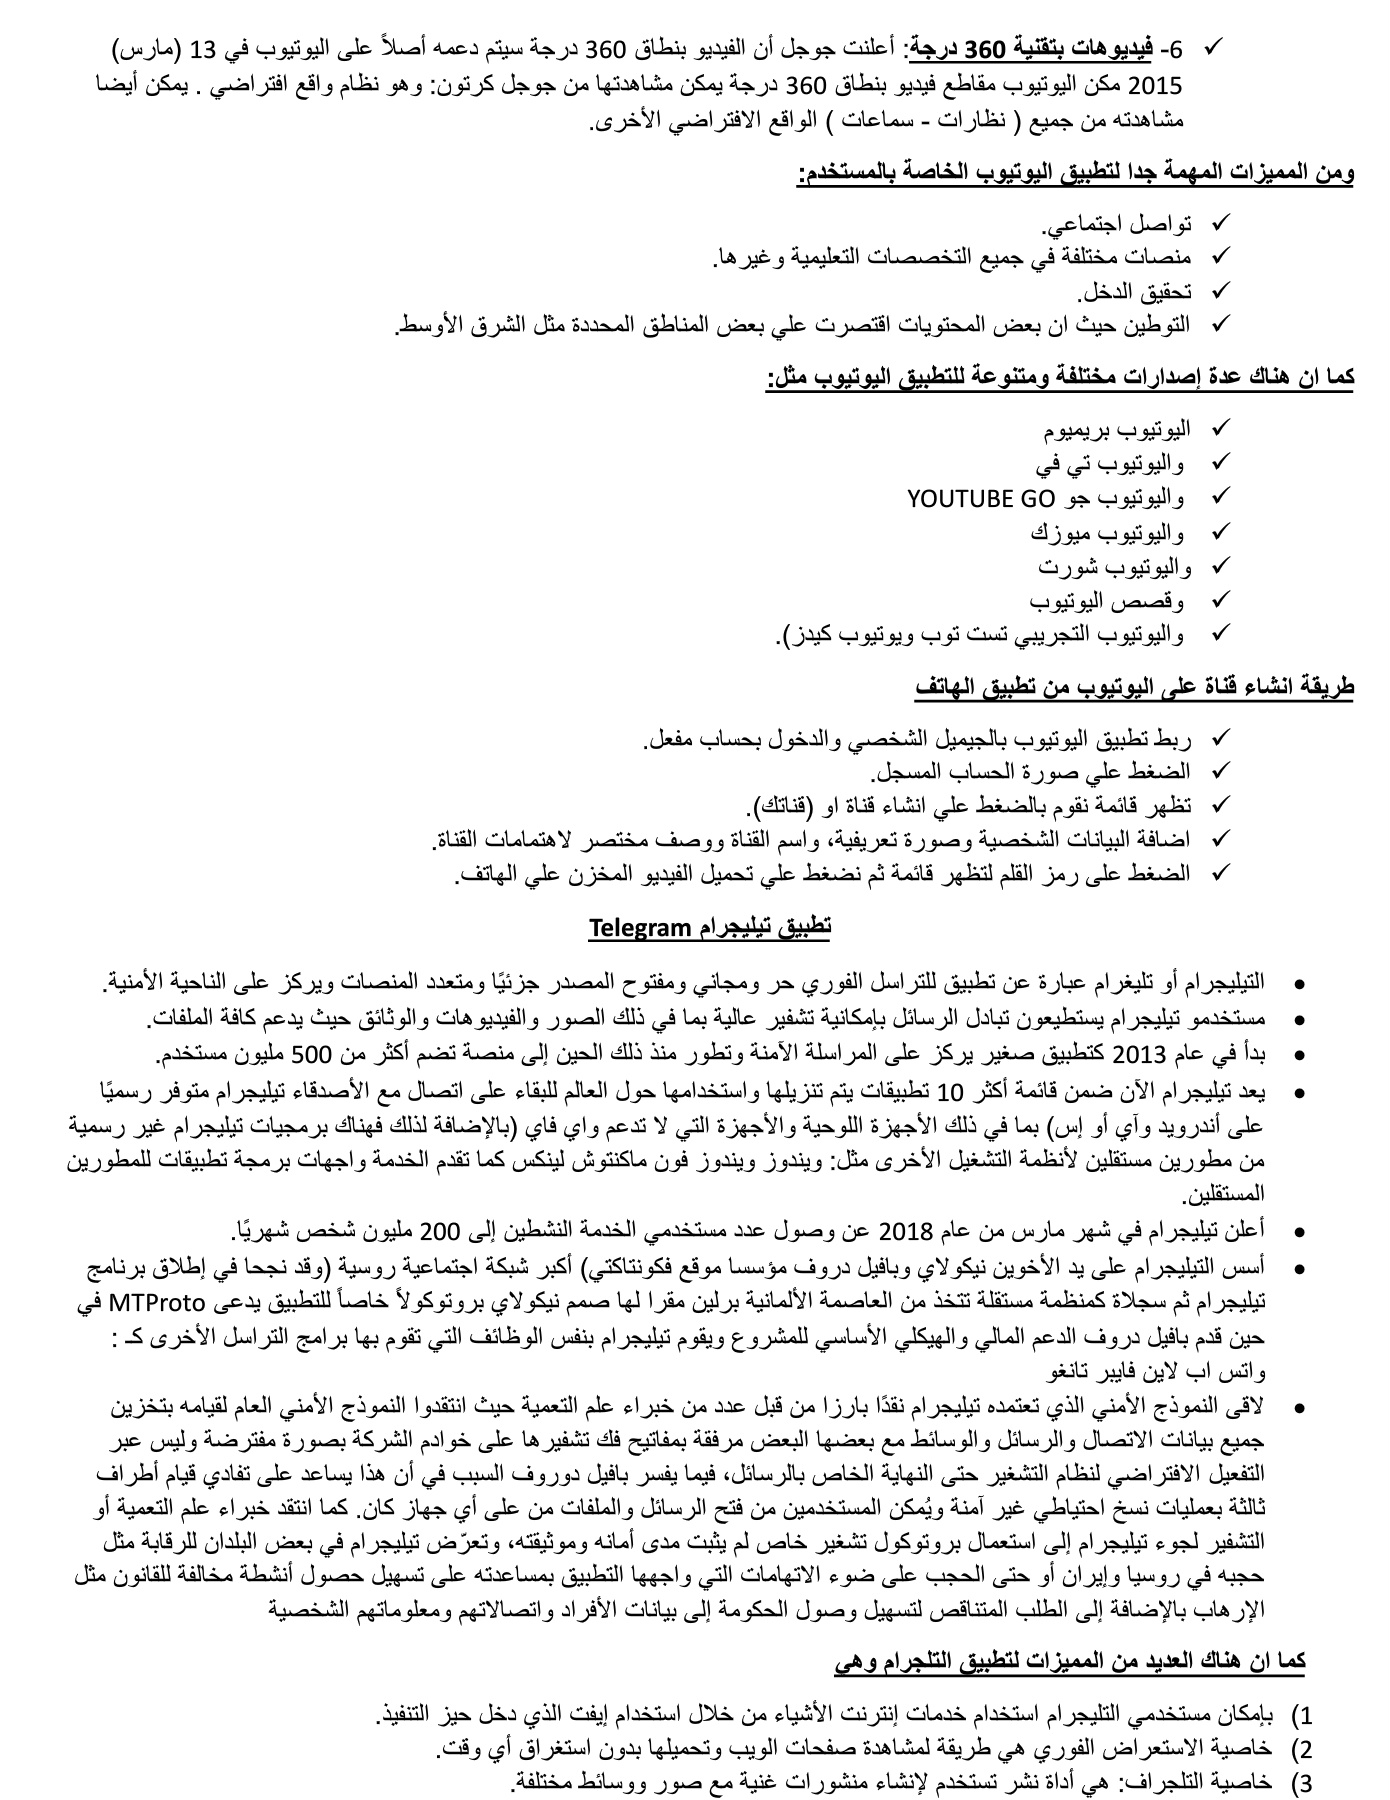 ✓ 6- فيديوهات بتقنية 360 درجة: أعلنت جوجل أن الفيديو بنطاق 360 درجة سيتم دعمه أصلاً على اليوتيوب في 13 (مارس)
2015 مكن اليوتيوب مقاطع فيديو بنطاق 360 درجة يمكن مشاهدتها من جوجل كرتون: وهو نظام واقع افتراضي . يمكن أيضا
مشاهدته من جميع ( نظارات - سماعات ) الواقع الافتراضي الأخرى.
ومن المميزات المهمة جدا لتطبيق اليوتيوب الخاصة بالمستخدم:
✓ تواصل اجتماعي.
✓ منصات مختلفة في جميع التخصصات التعليمية وغيرها.
✓ تحقيق الدخل.
✓ التوطين حيث ان بعض المحتويات اقتصرت علي بعض المناطق المحددة مثل الشرق الأوسط.
كما ان هناك عدة إصدارات مختلفة ومتنوعة للتطبيق اليوتيوب مثل:
✓ اليوتيوب بريميوم
✓ واليوتيوب تي في
✓ واليوتيوب جو YOUTUBE GO
✓ واليوتيوب ميوزك
✓ واليوتيوب شورت
✓ وقصص اليوتيوب
✓ واليوتيوب التجريبي تست توب ويوتيوب كيدز).
طريقة انشاء قناة على اليوتيوب من تطبيق الهاتف
✓ ربط تطبيق اليوتيوب بالجيميل الشخصي والدخول بحساب مفعل.
✓ الضغط علي صورة الحساب المسجل.
✓ تظهر قائمة نقوم بالضغط علي انشاء قناة او (قناتك).
✓ اضافة البيانات الشخصية وصورة تعريفية، واسم القناة ووصف مختصر لاهتمامات القناة.
✓ الضغط على رمز القلم لتظهر قائمة ثم نضغط علي تحميل الفيديو المخزن علي الهاتف.
تطبيق تيليجرام Telegram
• التيليجرام أو تليغرام عبارة عن تطبيق للتراسل الفوري حر ومجاني ومفتوح المصدر جزئيًا ومتعدد المنصات ويركز على الناحية الأمنية.
• مستخدمو تيليجرام يستطيعون تبادل الرسائل بإمكانية تشفير عالية بما في ذلك الصور والفيديوهات والوثائق حيث يدعم كافة الملفات.
• بدأ في عام 2013 كتطبيق صغير يركز على المراسلة الآمنة وتطور منذ ذلك الحين إلى منصة تضم أكثر من 500 مليون مستخدم.
• يعد تيليجرام الآن ضمن قائمة أكثر 10 تطبيقات يتم تنزيلها واستخدامها حول العالم للبقاء على اتصال مع الأصدقاء تيليجرام متوفر رسميًا
على أندرويد وآي أو إس) بما في ذلك الأجهزة اللوحية والأجهزة التي لا تدعم واي فاي (بالإضافة لذلك فهناك برمجيات تيليجرام غير رسمية
من مطورين مستقلين لأنظمة التشغيل الأخرى مثل: ويندوز ويندوز فون ماكنتوش لينكس كما تقدم الخدمة واجهات برمجة تطبيقات للمطورين
المستقلين.
• أعلن تيليجرام في شهر مارس من عام 2018 عن وصول عدد مستخدمي الخدمة النشطين إلى 200 مليون شخص شهريًا.
• أسس التيليجرام على يد الأخوين نيكولاي وبافيل دروف مؤسسا موقع فكونتاكتي) أكبر شبكة اجتماعية روسية (وقد نجحا في إطلاق برنامج
تيليجرام ثم سجلاة كمنظمة مستقلة تتخذ من العاصمة الألمانية برلين مقرا لها صمم نيكولاي بروتوكولاً خاصاً للتطبيق يدعى MTProto في
حين قدم بافيل دروف الدعم المالي والهيكلي الأساسي للمشروع ويقوم تيليجرام بنفس الوظائف التي تقوم بها برامج التراسل الأخرى كـ :
واتس اب لاين فايبر تانغو
• لاقى النموذج الأمني الذي تعتمده تيليجرام نقدًا بارزا من قبل عدد من خبراء علم التعمية حيث انتقدوا النموذج الأمني العام لقيامه بتخزين
جميع بيانات الاتصال والرسائل والوسائط مع بعضها البعض مرفقة بمفاتيح فك تشفيرها على خوادم الشركة بصورة مفترضة وليس عبر
التفعيل الافتراضي لنظام التشغير حتى النهاية الخاص بالرسائل، فيما يفسر بافيل دوروف السبب في أن هذا يساعد على تفادي قيام أطراف
ثالثة بعمليات نسخ احتياطي غير آمنة ويُمكن المستخدمين من فتح الرسائل والملفات من على أي جهاز كان. كما انتقد خبراء علم التعمية أو
التشفير لجوء تيليجرام إلى استعمال بروتوكول تشغير خاص لم يثبت مدى أمانه وموثيقته، وتعرّض تيليجرام في بعض البلدان للرقابة مثل
حجبه في روسيا وإيران أو حتى الحجب على ضوء الاتهامات التي واجهها التطبيق بمساعدته على تسهيل حصول أنشطة مخالفة للقانون مثل
الإرهاب بالإضافة إلى الطلب المتناقص لتسهيل وصول الحكومة إلى بيانات الأفراد واتصالاتهم ومعلوماتهم الشخصية
كما ان هناك العديد من المميزات لتطبيق التلجرام وهي
1) بإمكان مستخدمي التليجرام استخدام خدمات إنترنت الأشياء من خلال استخدام إيفت الذي دخل حيز التنفيذ.
2) خاصية الاستعراض الفوري هي طريقة لمشاهدة صفحات الويب وتحميلها بدون استغراق أي وقت.
3) خاصية التلجراف: هي أداة نشر تستخدم لإنشاء منشورات غنية مع صور ووسائط مختلفة.